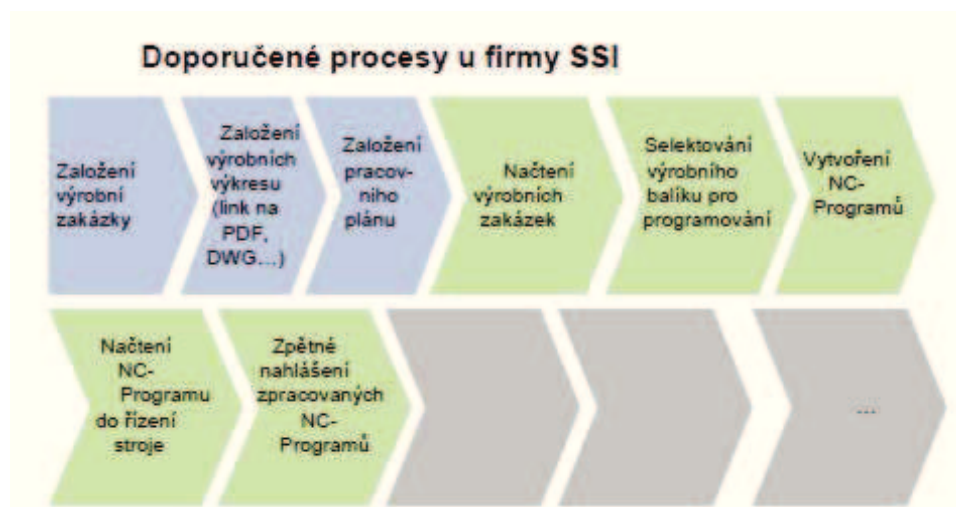 Doporučené procesy u firmy SSI
Založení
výrobní
zakázky
Založení
výrobních
výkresu
(link na
PDF,
DWG…)
Založení
pracov-
ního
plánu
Načtení
výrobních
zakázek
Selektování
výrobního
balíku pro
programování
Vytvoření
NC-
Programů
Načtení
NC-
Programu
do řízení
stroje
Zpětné
nahlášení
zpracovaných
NC-
Programů
…